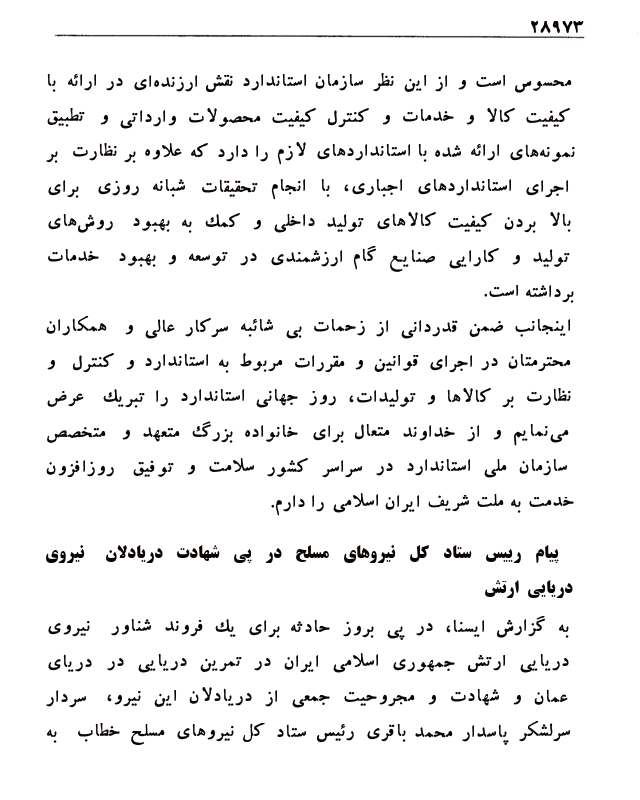 ۲۸۹۷۳
محسوس است و از این نظر سازمان استاندارد نقش ارزنده‌ای در ارائه با
کیفیت کالا و خدمات و کنترل کیفیت محصولات وارداتی و تطبیق
نمونه‌های ارائه شده با استانداردهای لازم را دارد که علاوه بر نظارت بر
اجرای استانداردهای اجباری، با انجام تحقیقات شبانه روزی برای
بالا بردن کیفیت کالاهای تولید داخلی و کمک به بهبود روش‌های
تولید و کارایی صنایع گام ارزشمندی در توسعه و بهبود خدمات
برداشته است.
اینجانب ضمن قدردانی از زحمات بی شائبه سرکار عالی و همکاران
محترمتان در اجرای قوانین و مقررات مربوط به استاندارد و کنترل و
نظارت بر کالاها و تولیدات، روز جهانی استاندارد را تبریک عرض
می‌نمایم و از خداوند متعال برای خانواده بزرگ متعهد و متخصص
سازمان ملی استاندارد در سراسر کشور سلامت و توفیق روزافزون
خدمت به ملت شریف ایران اسلامی را دارم.
پیام رییس ستاد کل نیروهای مسلح در پی شهادت دریادلان نیروی
دریایی ارتش
به گزارش ایسنا، در پی بروز حادثه برای یک فروند شناور نیروی
دریایی ارتش جمهوری اسلامی ایران در تمرین دریایی در دریای
عمان و شهادت و مجروحیت جمعی از دریادلان این نیرو، سردار
سرلشکر پاسدار محمد باقری رئیس ستاد کل نیروهای مسلح خطاب به